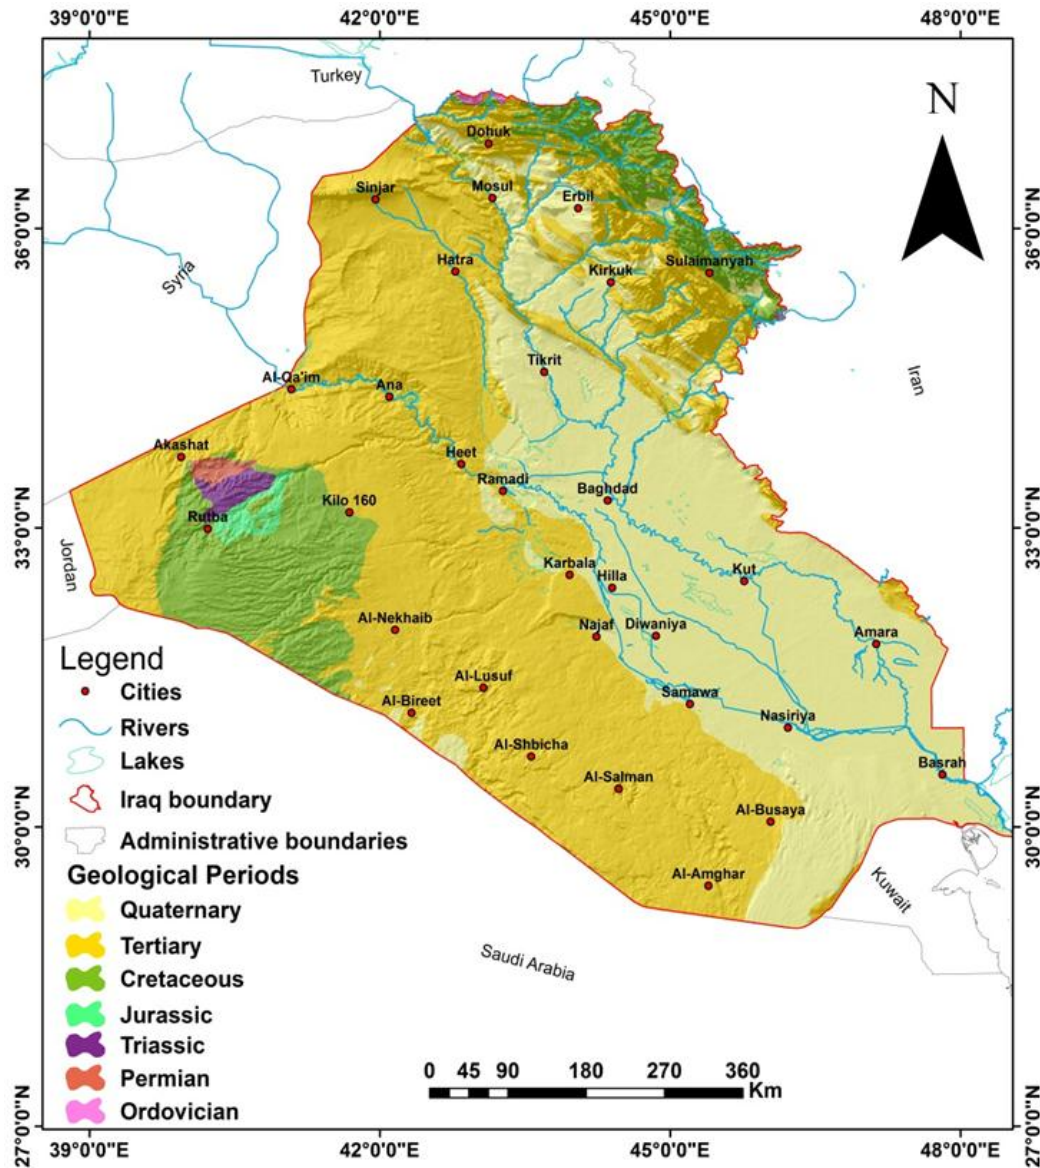 39°0'0"E 42°0'0"E 45°0'0"E 48°0'0"E
N
Turkey
Dohuk
Sinjar
Mosul
Erbil
36°0'0"N 36°0'0"N
Syria
Hatra
Kirkuk
Sulaimanyah
Tikrit
Iran
Al-Qa'im
Ana
Akashat
Heet
Ramadi
Baghdad
Kilo 160
Rutba
33°0'0"N 33°0'0"N
Jordan
Karbala
Hilla
Kut
Al-Nekhaib
Najaf
Diwaniya
Amara
Al-Lusuf
Al-Bireet
Samawa
Nasiriya
Al-Shbicha
Al-Salman
Basrah
Al-Busaya
30°0'0"N 30°0'0"N
Al-Amghar
Kuwait
Saudi Arabia
Legend
Cities
Rivers
Lakes
Iraq boundary
Administrative boundaries
Geological Periods
Quaternary
Tertiary
Cretaceous
Jurassic
Triassic
Permian
Ordovician
0 45 90 180 270 360
Km
27°0'0"N 27°0'0"N
39°0'0"E 42°0'0"E 45°0'0"E 48°0'0"E